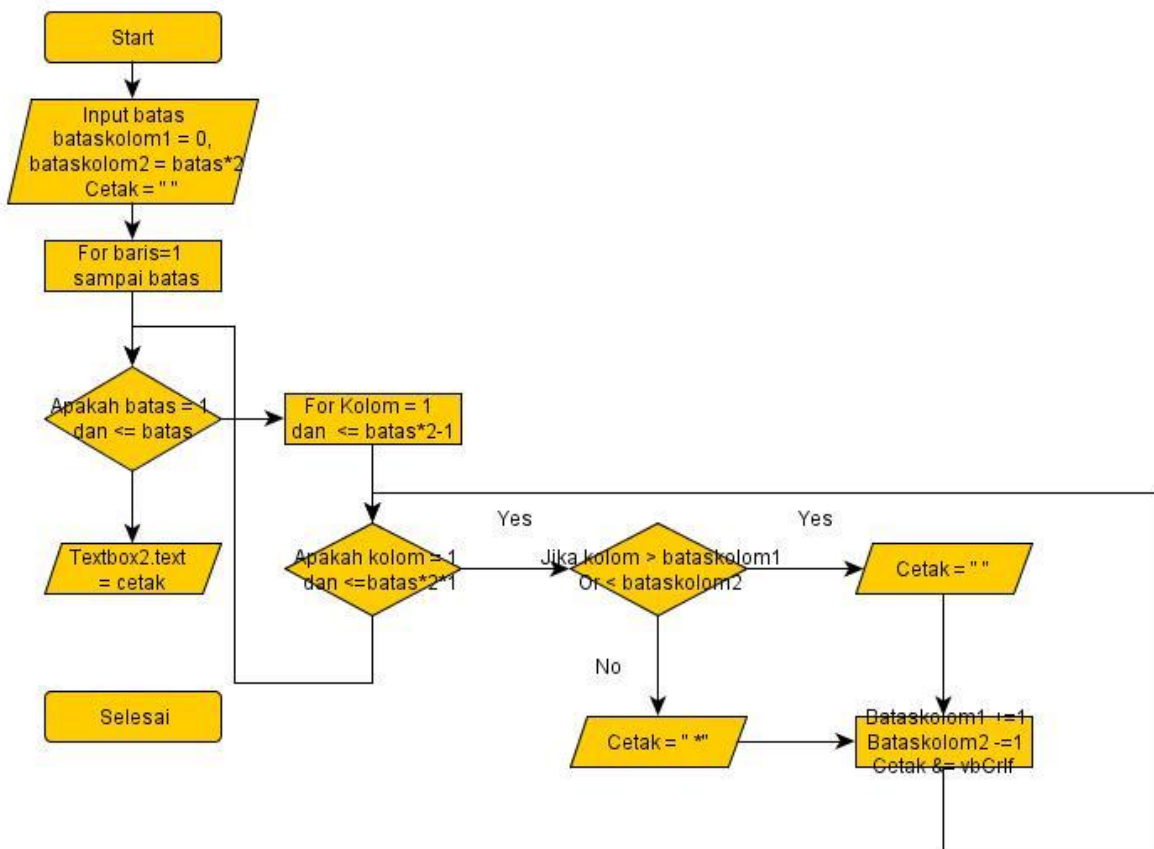 Start
Input batas
bataskolom1 = 0,
bataskolom2 = batas*2
Cetak = " "
For baris=1
sampai batas
Apakah batas = 1
dan <= batas
For Kolom = 1
dan <= batas*2-1
Textbox2.text
= cetak
Apakah kolom = 1
dan <=batas*2*1
Yes
Jika kolom > bataskolom1
Or < bataskolom2
Yes
Cetak = " "
No
Selesai
Cetak = " *"
Bataskolom1 +=1
Bataskolom2 -=1
Cetak &= vbCrlf